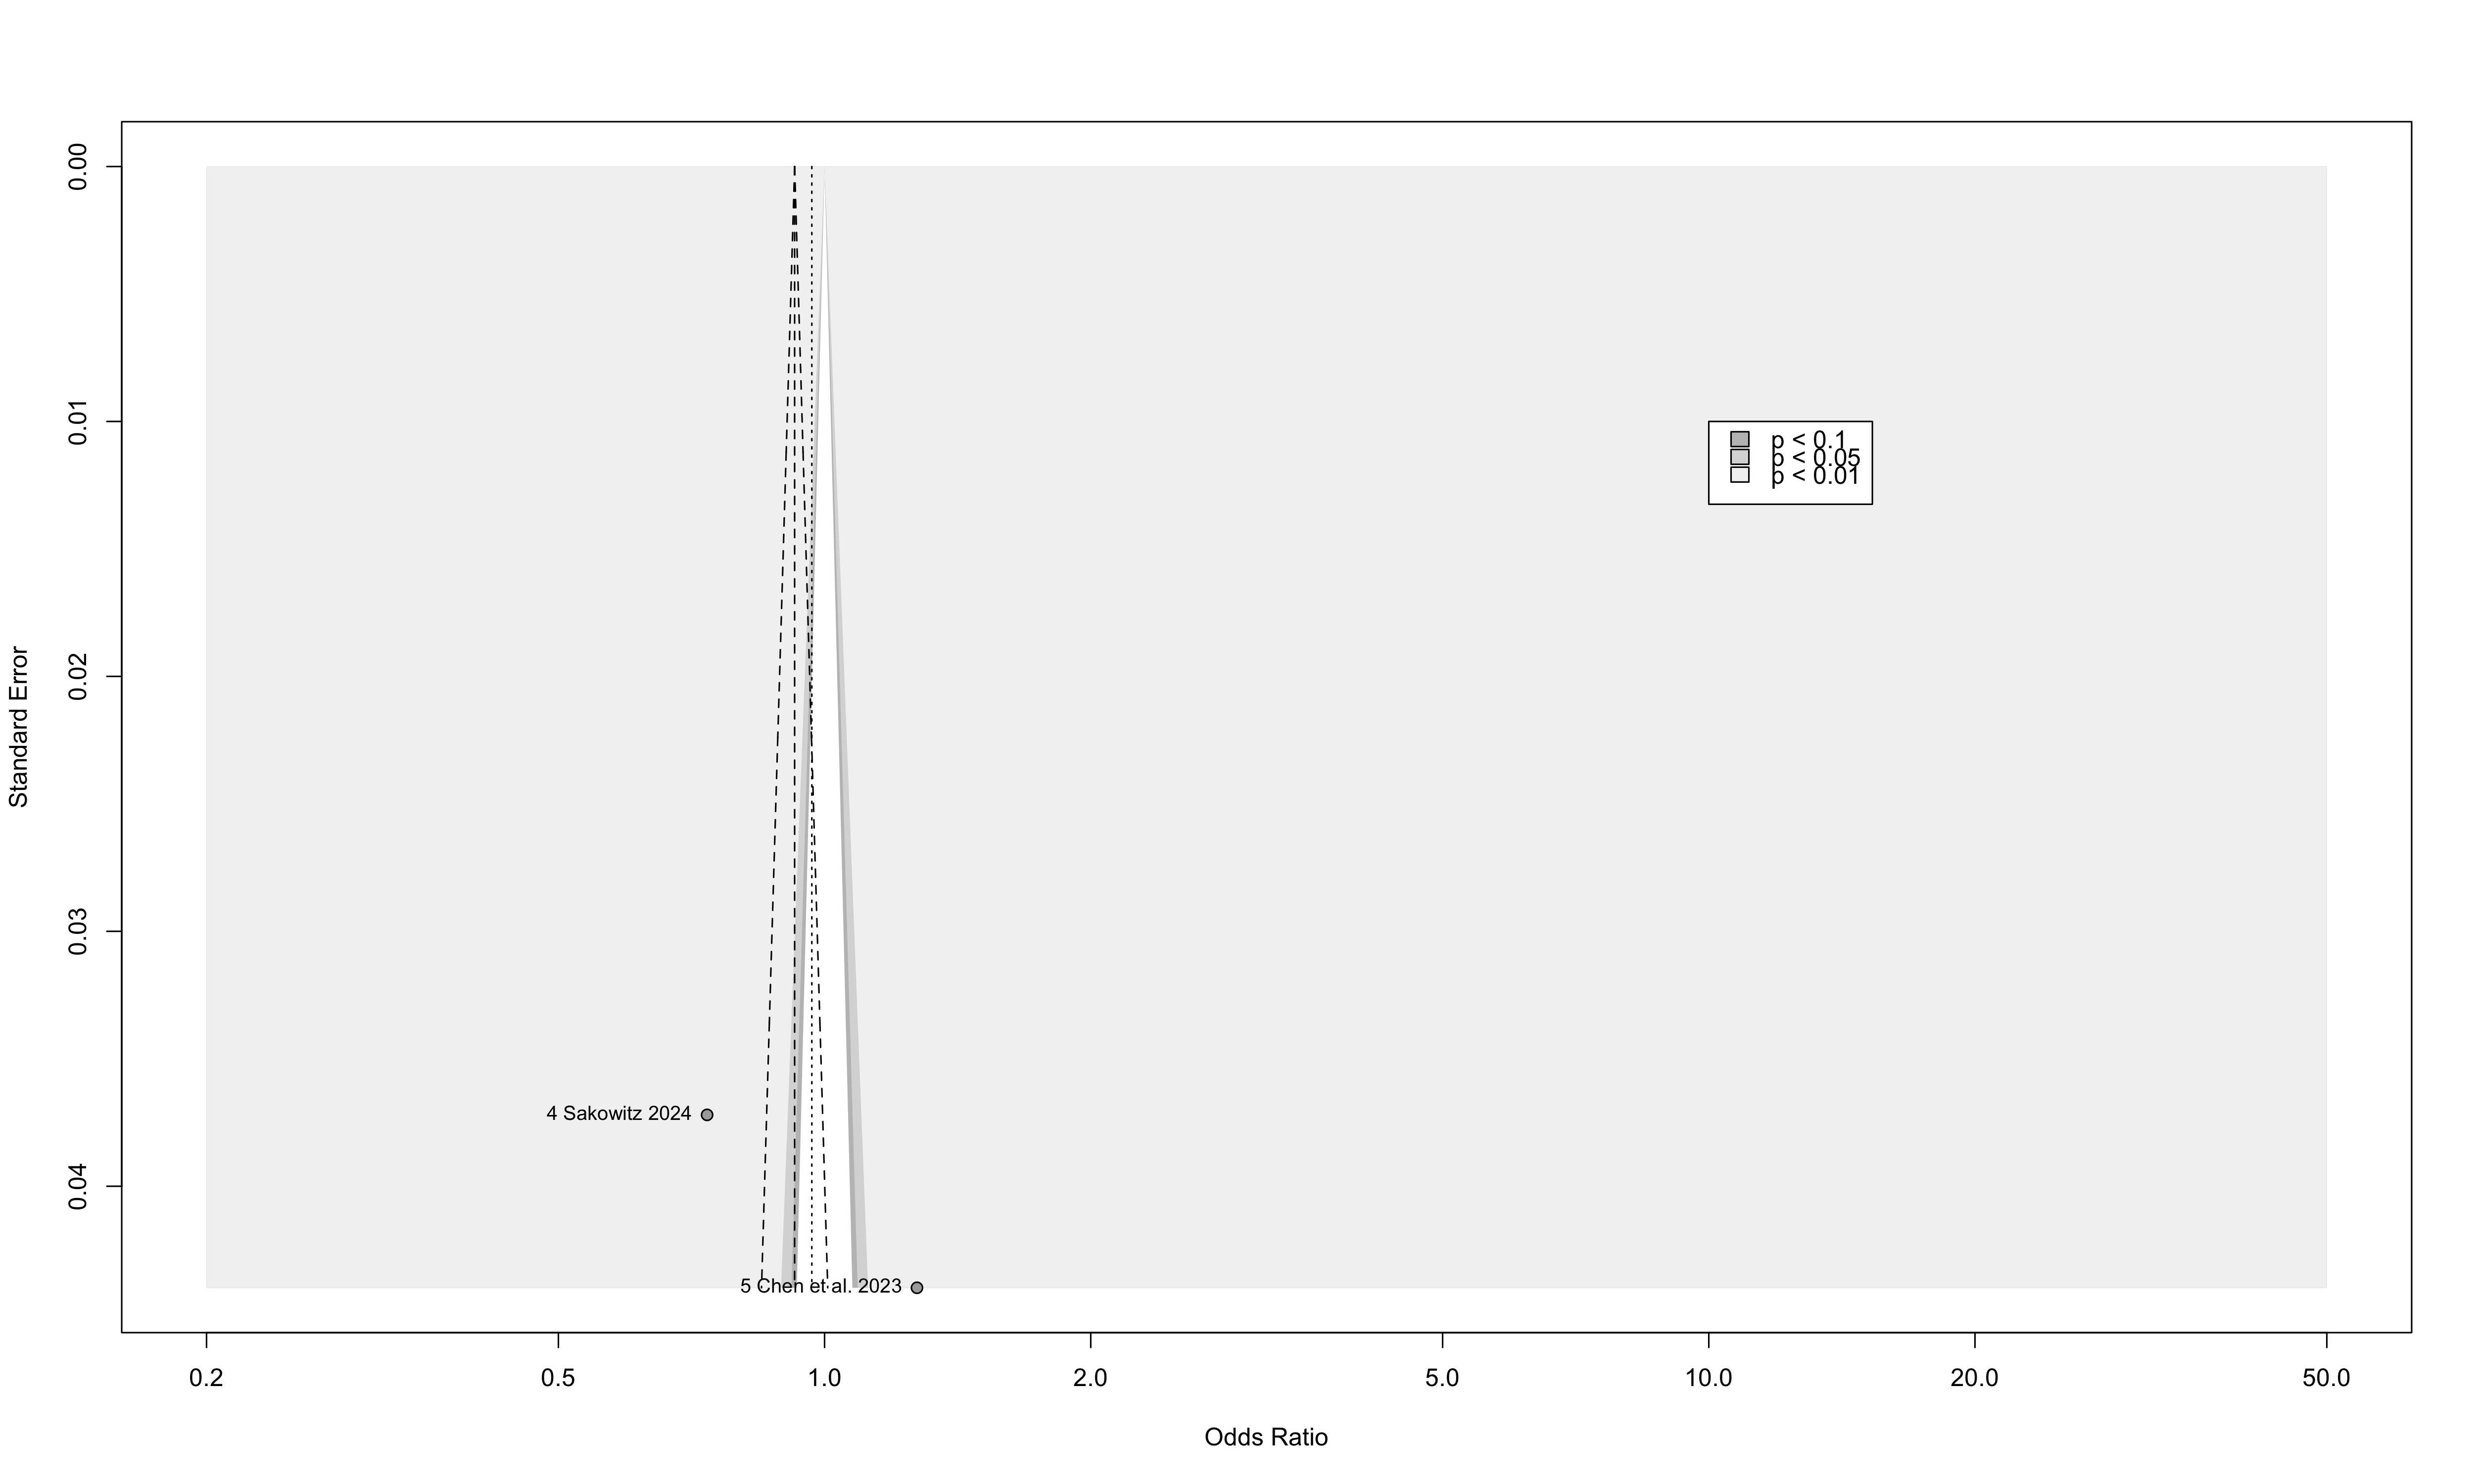 0.00
0.01
0.02
0.03
0.04
Standard Error
p < 0.1
p < 0.05
p < 0.01
4 Sakowitz 2024
5 Chen et al. 2023
0.2 0.5 1.0 2.0 5.0 10.0 20.0 50.0
Odds Ratio